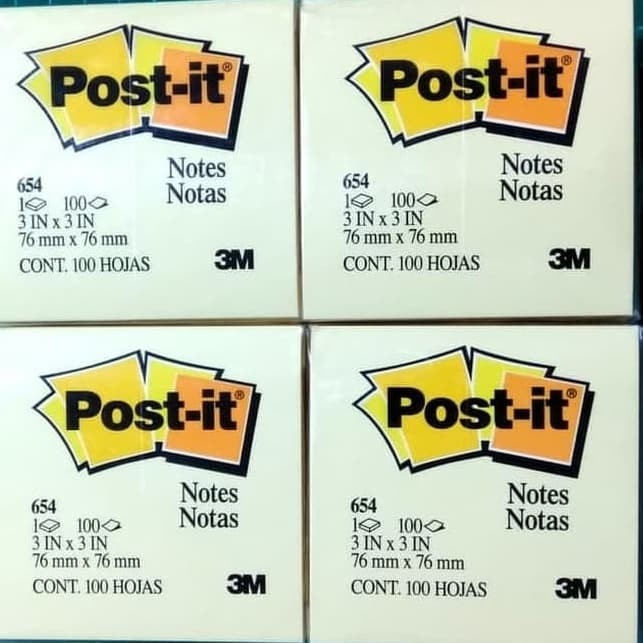 Post-it®
Notes
Notas
654
1 100
3 IN x 3 IN
76 mm x 76 mm
CONT. 100 HOJAS
3M
Post-it®
Notes
Notas
654
1 100
3 IN x 3 IN
76 mm x 76 mm
CONT. 100 HOJAS
3M
Post-it®
Notes
Notas
654
1 100
3 IN x 3 IN
76 mm x 76 mm
CONT. 100 HOJAS
3M
Post-it®
Notes
Notas
654
1 100
3 IN x 3 IN
76 mm x 76 mm
CONT. 100 HOJAS
3M